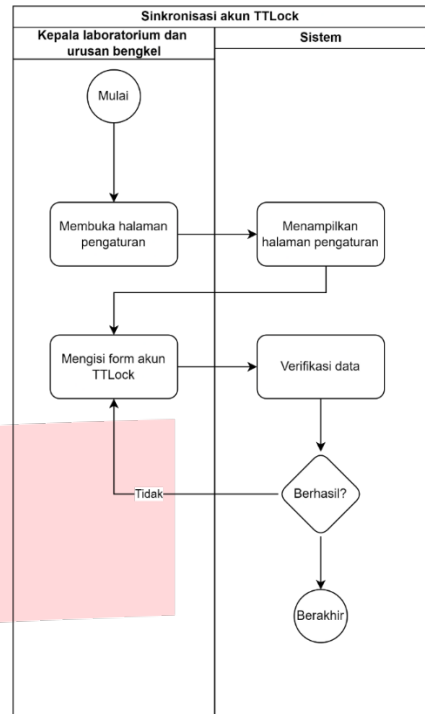 Sinkronisasi akun TTLock
Kepala laboratorium dan
urusan bengkel
Sistem
Mulai
Membuka halaman
pengaturan
Menampilkan
halaman pengaturan
Mengisi form akun
TTLock
Verifikasi data
Tidak
Berhasil?
Berakhir